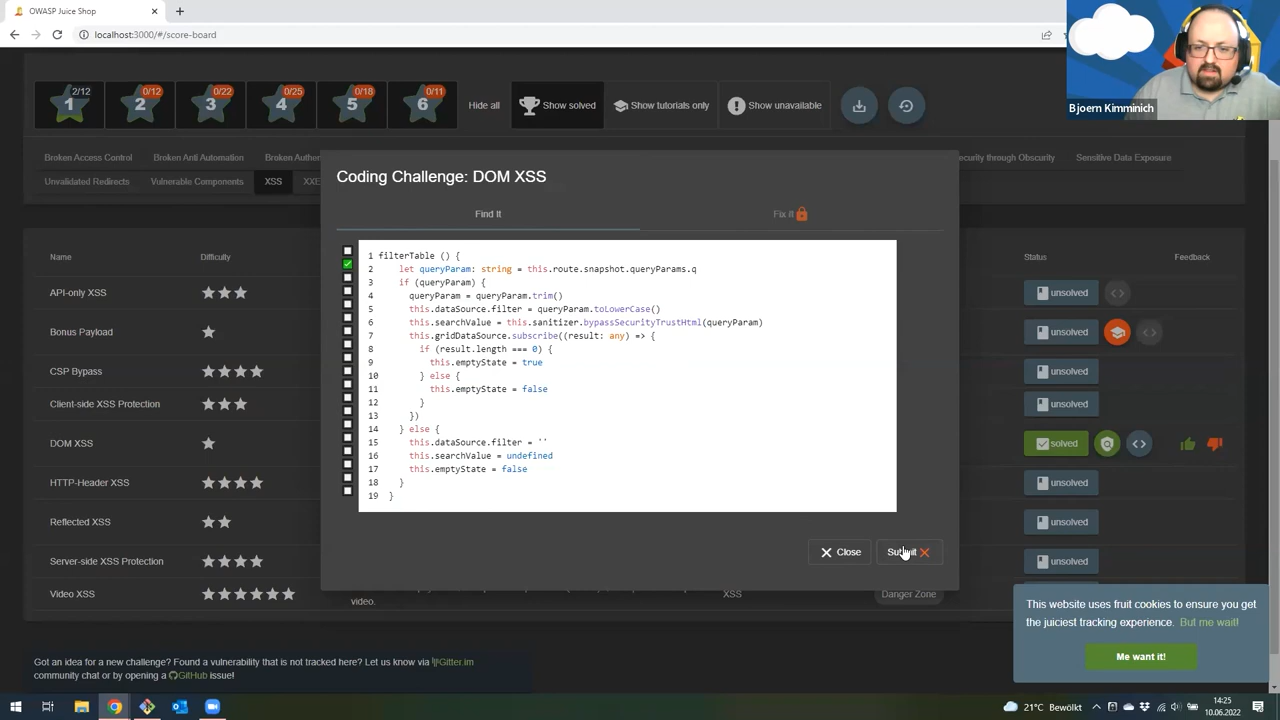 OWASP Juice Shop
localhost:3000/#/score-board
Bjoern Kimminich
1 2/12
2 0/12
3 0/22
4 0/25
5 0/18
6 0/11
Hide all
Show solved
Show tutorials only
Show unavailable
Broken Access Control
Broken Anti Automation
Broken Authen
ecurity through Obscurity
Sensitive Data Exposure
Unvalidated Redirects
Vulnerable Components
XSS
XXE
Coding Challenge: DOM XSS
Find It
Fix It
1 filterTable () {
2 let queryParam: string = this.route.snapshot.queryParams.q
3 if (queryParam) {
4 queryParam = queryParam.trim()
5 this.dataSource.filter = queryParam.toLowerCase()
6 this.searchValue = this.sanitizer.bypassSecurityTrustHtml(queryParam)
7 this.gridDataSource.subscribe((result: any) => {
8 if (result.length === 0) {
9 this.emptyState = true
10 } else {
11 this.emptyState = false
12 }
13 })
14 } else {
15 this.dataSource.filter = ''
16 this.searchValue = undefined
17 this.emptyState = false
18 }
19 }
Close
Submit
Name
Difficulty
Status
Feedback
API-only XSS
unsolved
Bonus Payload
unsolved
CSP Bypass
unsolved
Client-side XSS Protection
unsolved
DOM XSS
solved
HTTP-Header XSS
unsolved
Reflected XSS
unsolved
Server-side XSS Protection
unsolved
Video XSS
video.
XSS
Danger Zone
This website uses fruit cookies to ensure you get
the juiciest tracking experience. But me wait!
Me want it!
Got an idea for a new challenge? Found a vulnerability that is not tracked here? Let us know via Gitter.im
community chat or by opening a GitHub issue!
21°C Bewölkt
14:25
10.06.2022